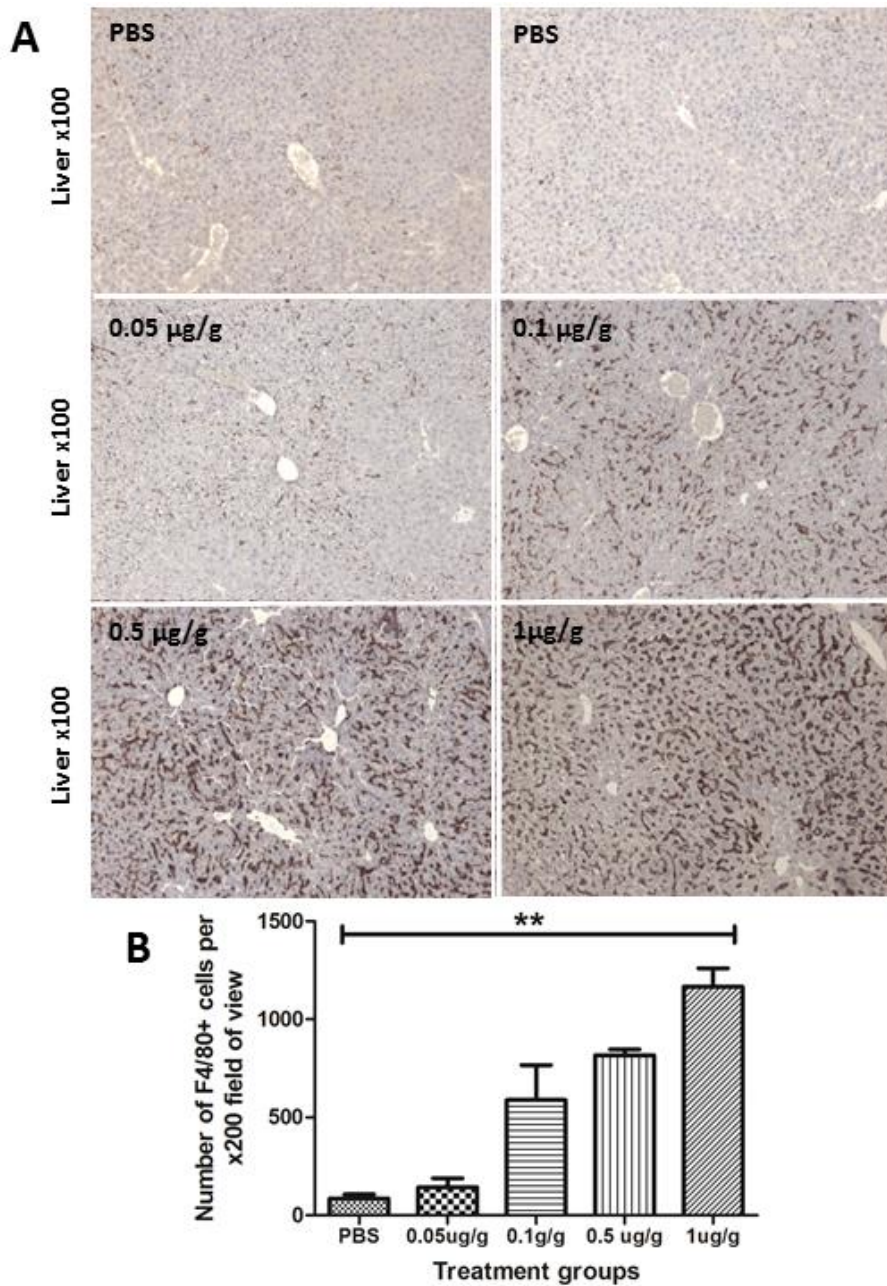 A
PBS
PBS
Liver x100
0.05 µg/g
0.1 µg/g
Liver x100
0.5 µg/g
1µg/g
Liver x100
B
Number of F4/80+ cells per
x200 field of view
1500
1000
500
0
**
PBS
0.05ug/g
0.1g/g
0.5 ug/g
1ug/g
Treatment groups